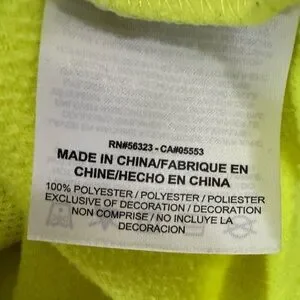 RN#56323 - CA#05553
MADE IN CHINA/FABRIQUE EN
CHINE/HECHO EN CHINA
100% POLYESTER / POLYESTER / POLIESTER
EXCLUSIVE OF DECORATION / DECORATION
NON COMPRISE / NO INCLUYE LA
DECORACION